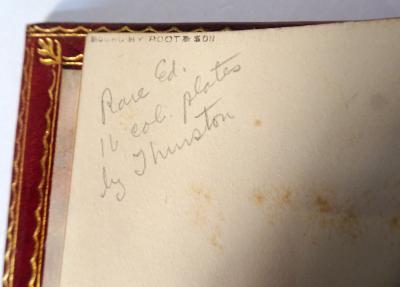 BOUND BY ROOT & SON
Rare Ed.
16 col. plates
by Thurston